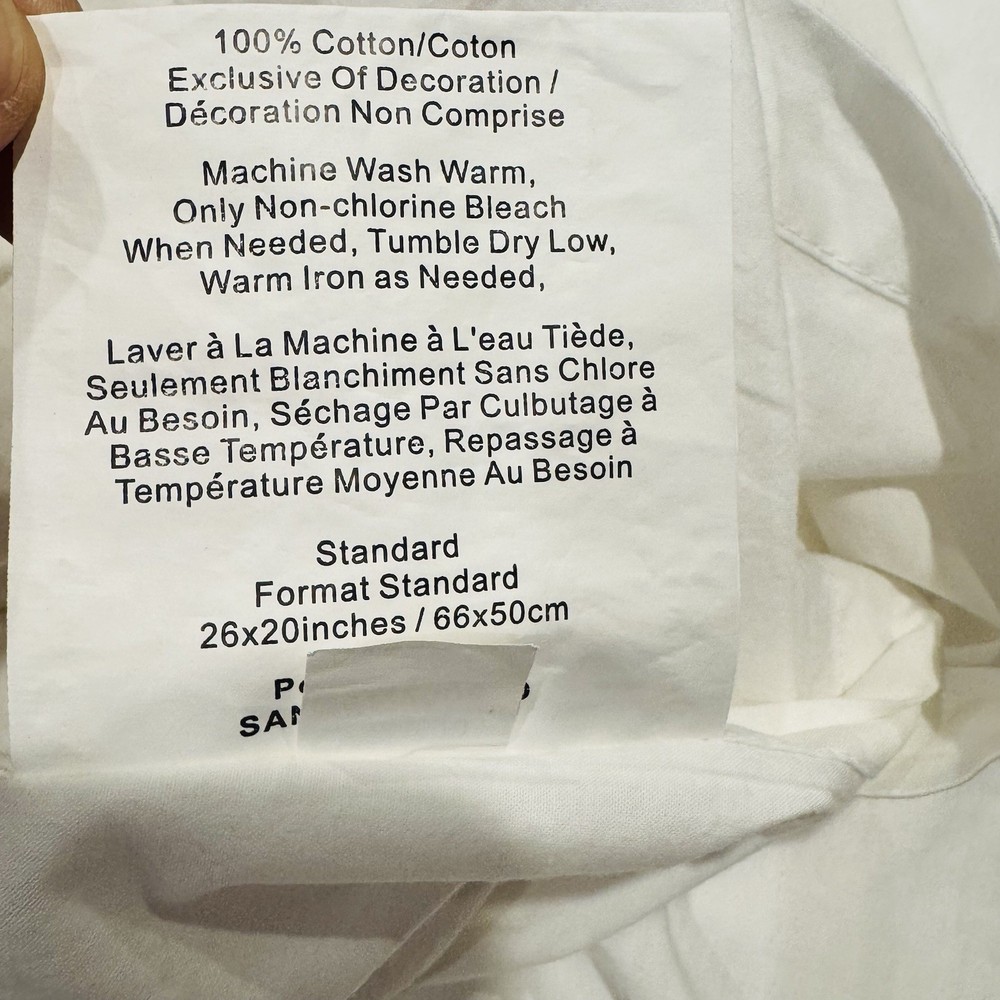 100% Cotton/Coton
Exclusive Of Decoration /
Décoration Non Comprise
Machine Wash Warm,
Only Non-chlorine Bleach
When Needed, Tumble Dry Low,
Warm Iron as Needed,
Laver à La Machine à L'eau Tiède,
Seulement Blanchiment Sans Chlore
Au Besoin, Séchage Par Culbutage à
Basse Température, Repassage à
Température Moyenne Au Besoin
Standard
Format Standard
26x20inches / 66x50cm